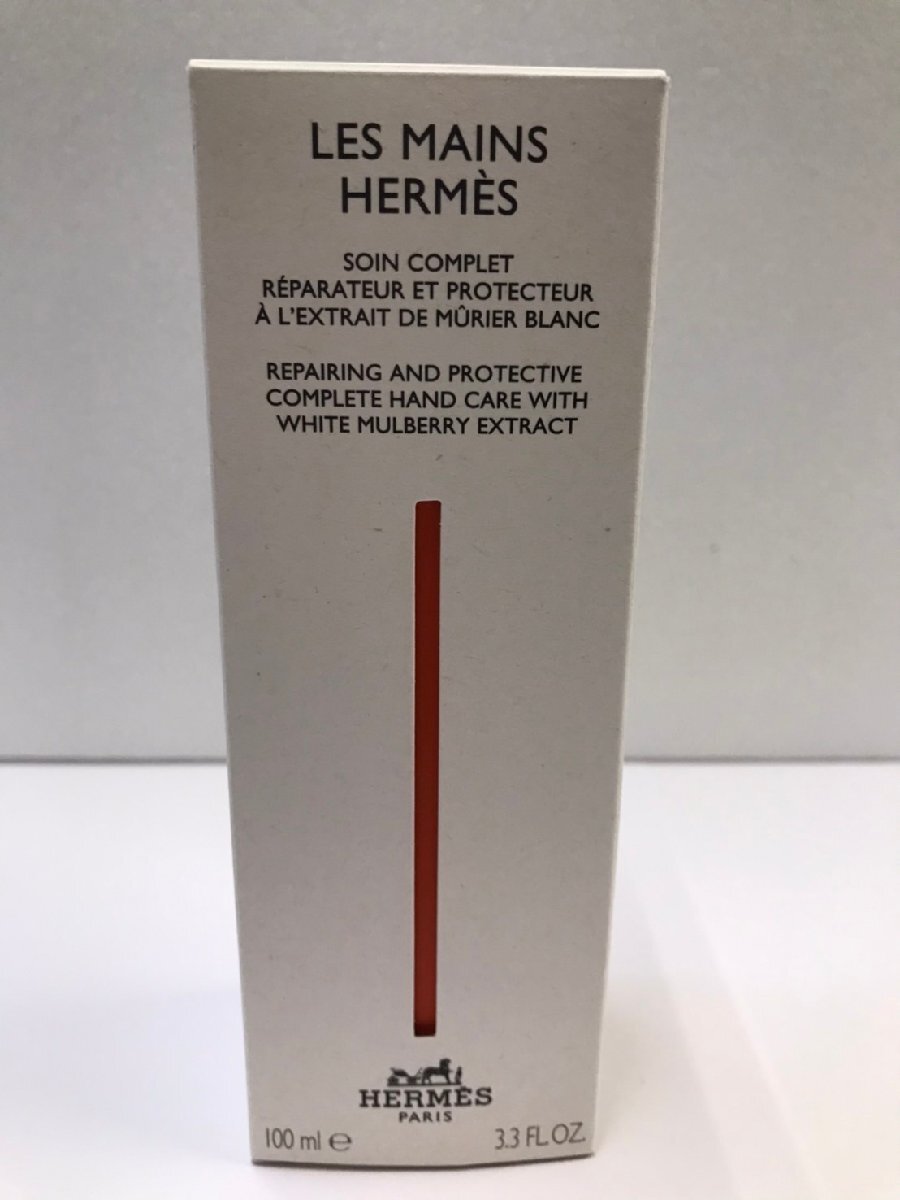 LES MAINS
HERMÈS
SOIN COMPLET
RÉPARATEUR ET PROTECTEUR
À L'EXTRAIT DE MÛRIER BLANC
REPAIRING AND PROTECTIVE
COMPLETE HAND CARE WITH
WHITE MULBERRY EXTRACT
HERMÈS
PARIS
100 ml ℮ 3.3 FL.OZ.